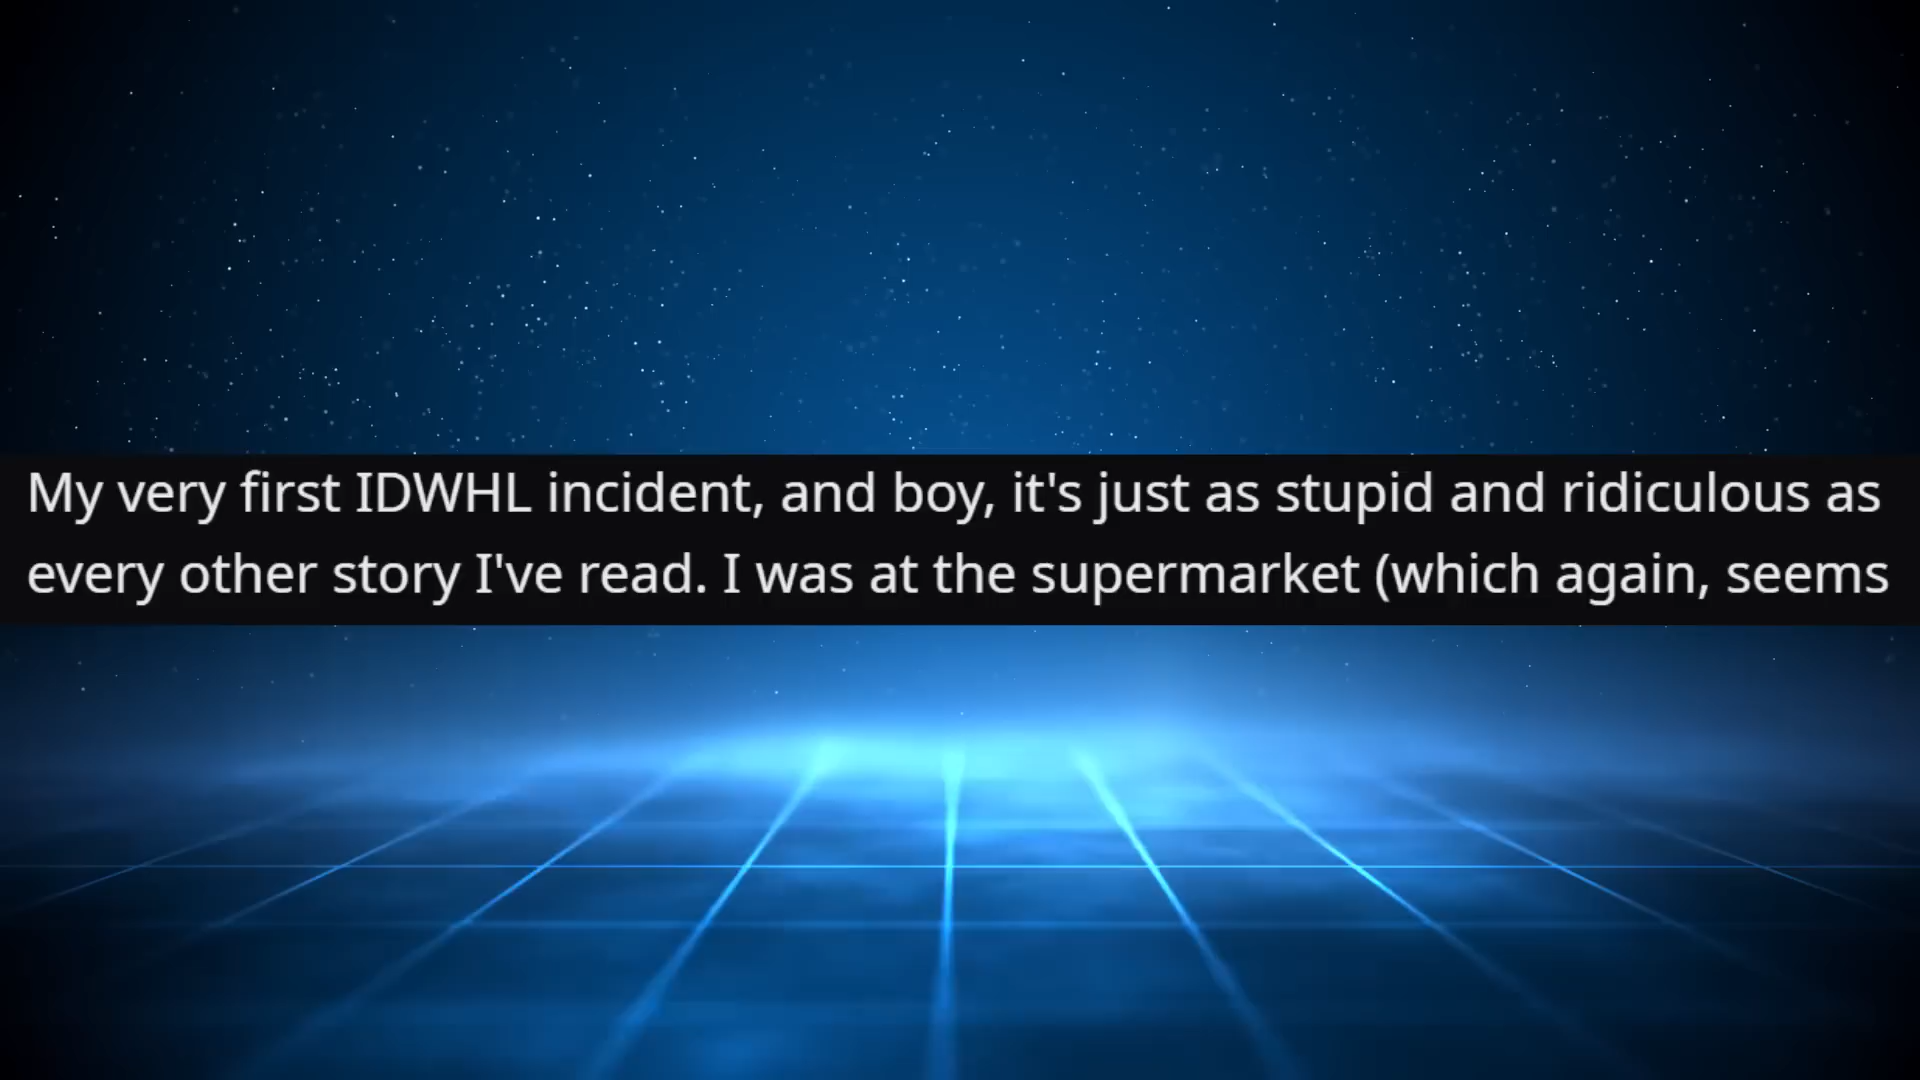 My very first IDWHL incident, and boy, it's just as stupid and ridiculous as
every other story I've read. I was at the supermarket (which again, seems